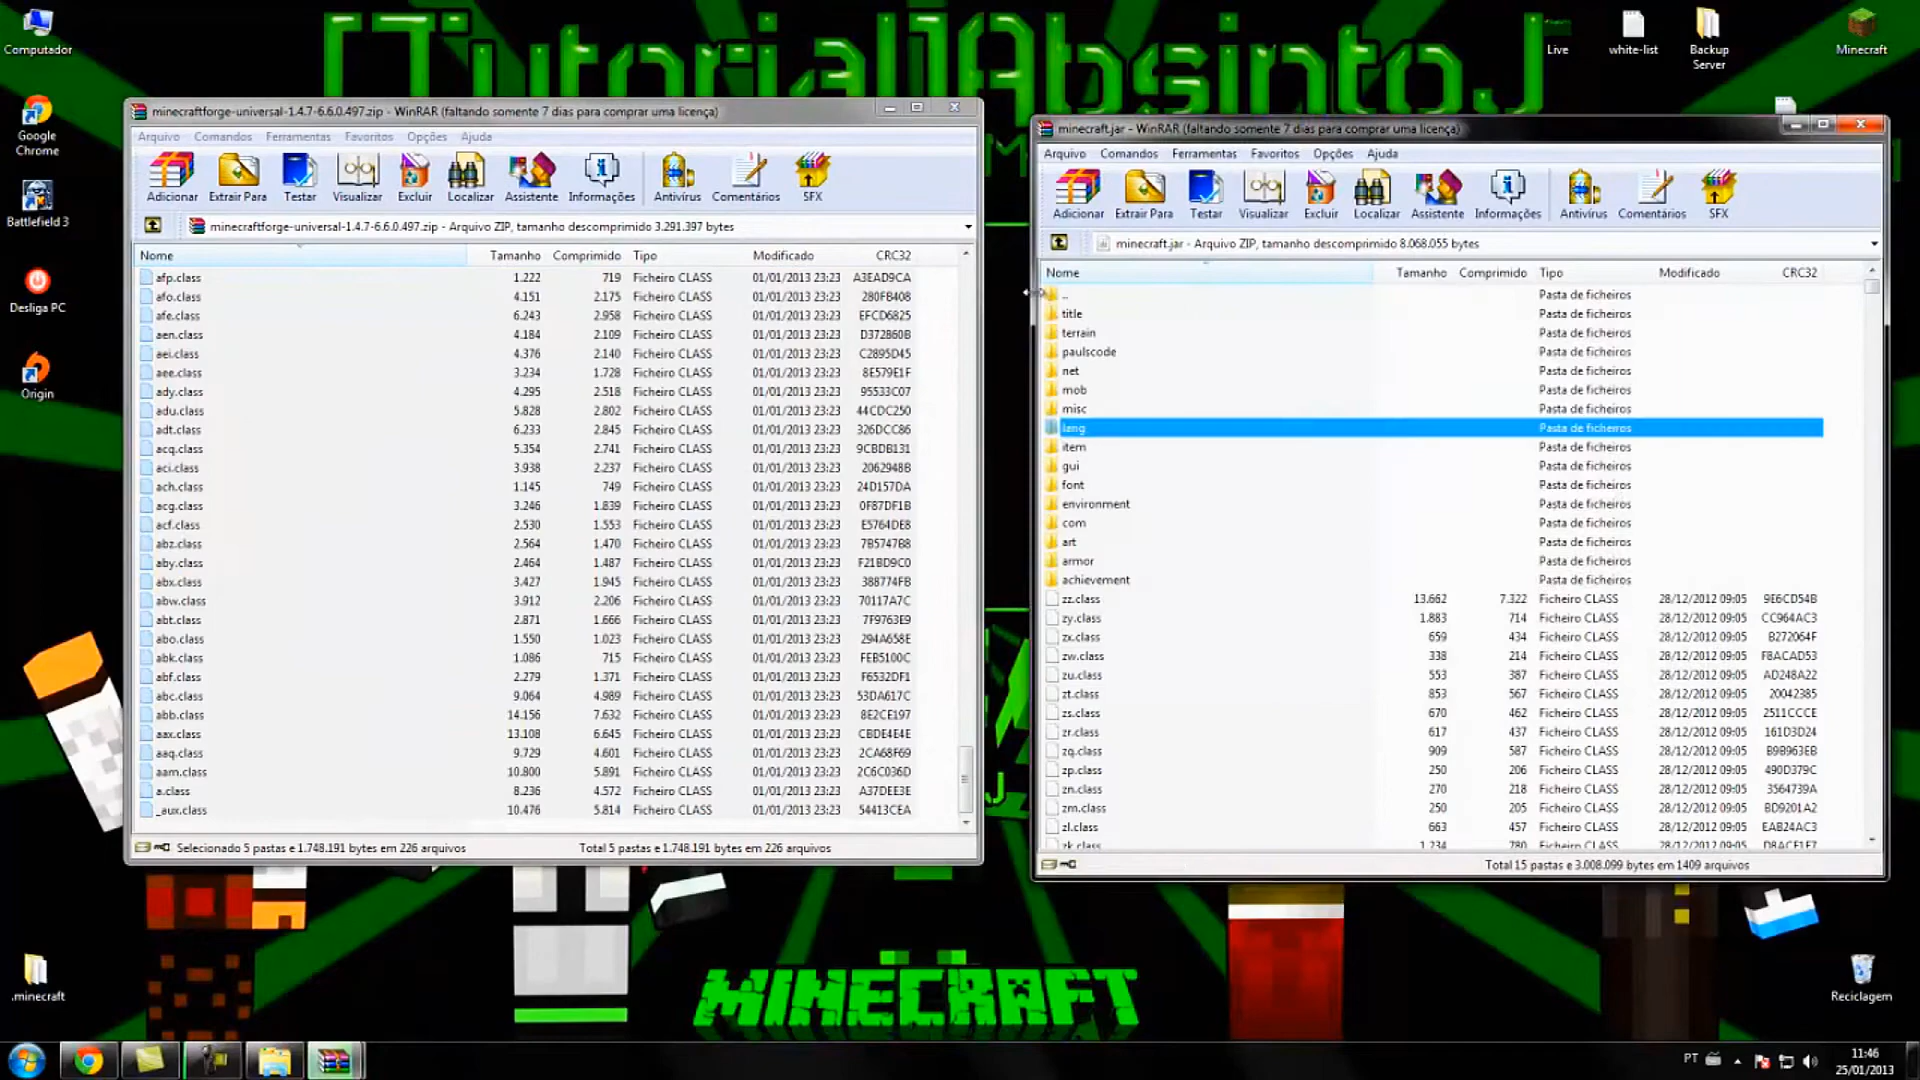 [Tutorial]AbsintoJ
Computador
Google Chrome
Battlefield 3
Desliga PC
Origin
.minecraft
Live
white-list
Backup Server
Minecraft
Reciclagem
minecraftforge-universal-1.4.7-6.6.0.497.zip - WinRAR (faltando somente 7 dias para comprar uma licença)
Arquivo Comandos Ferramentas Favoritos Opções Ajuda
Adicionar Extrair Para Testar Visualizar Excluir Localizar Assistente Informações Antivírus Comentários SFX
minecraftforge-universal-1.4.7-6.6.0.497.zip - Arquivo ZIP, tamanho descomprimido 3.291.397 bytes
Nome Tamanho Comprimido Tipo Modificado CRC32
afp.class 1.222 719 Ficheiro CLASS 01/01/2013 23:23 A3EAD9CA
afo.class 4.151 2.175 Ficheiro CLASS 01/01/2013 23:23 280FB408
afe.class 6.243 2.958 Ficheiro CLASS 01/01/2013 23:23 EFCD6825
aen.class 4.184 2.109 Ficheiro CLASS 01/01/2013 23:23 D372860B
aei.class 4.376 2.140 Ficheiro CLASS 01/01/2013 23:23 C2895D45
aee.class 3.234 1.728 Ficheiro CLASS 01/01/2013 23:23 8E579E1F
ady.class 4.295 2.518 Ficheiro CLASS 01/01/2013 23:23 95533C07
adu.class 5.828 2.802 Ficheiro CLASS 01/01/2013 23:23 44CDC250
adt.class 6.233 2.845 Ficheiro CLASS 01/01/2013 23:23 326DCC86
acq.class 5.354 2.741 Ficheiro CLASS 01/01/2013 23:23 9CBDB131
aci.class 3.938 2.237 Ficheiro CLASS 01/01/2013 23:23 2062948B
ach.class 1.145 749 Ficheiro CLASS 01/01/2013 23:23 24D157DA
acg.class 3.246 1.839 Ficheiro CLASS 01/01/2013 23:23 0F87DF1B
acf.class 2.530 1.553 Ficheiro CLASS 01/01/2013 23:23 E5764DE8
abz.class 2.564 1.470 Ficheiro CLASS 01/01/2013 23:23 7B5747B8
aby.class 2.464 1.487 Ficheiro CLASS 01/01/2013 23:23 F21BD9C0
abx.class 3.427 1.945 Ficheiro CLASS 01/01/2013 23:23 388774FB
abw.class 3.912 2.206 Ficheiro CLASS 01/01/2013 23:23 70117A7C
abt.class 2.871 1.666 Ficheiro CLASS 01/01/2013 23:23 7F9763E9
abo.class 1.550 1.023 Ficheiro CLASS 01/01/2013 23:23 294A658E
abk.class 1.086 715 Ficheiro CLASS 01/01/2013 23:23 FEB5100C
abf.class 2.279 1.371 Ficheiro CLASS 01/01/2013 23:23 F6532DF1
abc.class 9.064 4.989 Ficheiro CLASS 01/01/2013 23:23 53DA617C
abb.class 14.156 7.632 Ficheiro CLASS 01/01/2013 23:23 8E2CE197
aax.class 13.108 6.645 Ficheiro CLASS 01/01/2013 23:23 CBDE4E4E
aaq.class 9.729 4.601 Ficheiro CLASS 01/01/2013 23:23 2CA68F69
aam.class 10.800 5.891 Ficheiro CLASS 01/01/2013 23:23 2C6C036D
a.class 8.236 4.572 Ficheiro CLASS 01/01/2013 23:23 A37DEE3E
_aux.class 10.476 5.814 Ficheiro CLASS 01/01/2013 23:23 54413CEA
Selecionado 5 pastas e 1.748.191 bytes em 226 arquivos Total 5 pastas e 1.748.191 bytes em 226 arquivos
minecraft.jar - WinRAR (faltando somente 7 dias para comprar uma licença)
Arquivo Comandos Ferramentas Favoritos Opções Ajuda
Adicionar Extrair Para Testar Visualizar Excluir Localizar Assistente Informações Antivírus Comentários SFX
minecraft.jar - Arquivo ZIP, tamanho descomprimido 8.068.055 bytes
Nome Tamanho Comprimido Tipo Modificado CRC32
.. Pasta de ficheiros
title Pasta de ficheiros
terrain Pasta de ficheiros
paulscode Pasta de ficheiros
net Pasta de ficheiros
mob Pasta de ficheiros
misc Pasta de ficheiros
lang Pasta de ficheiros
item Pasta de ficheiros
gui Pasta de ficheiros
font Pasta de ficheiros
environment Pasta de ficheiros
com Pasta de ficheiros
art Pasta de ficheiros
armor Pasta de ficheiros
achievement Pasta de ficheiros
zz.class 13.662 7.322 Ficheiro CLASS 28/12/2012 09:05 9E6CD54B
zy.class 1.883 714 Ficheiro CLASS 28/12/2012 09:05 CC964AC3
zx.class 659 434 Ficheiro CLASS 28/12/2012 09:05 B272064F
zw.class 338 214 Ficheiro CLASS 28/12/2012 09:05 F8ACAD53
zu.class 553 387 Ficheiro CLASS 28/12/2012 09:05 AD248A22
zt.class 853 567 Ficheiro CLASS 28/12/2012 09:05 20042385
zs.class 670 462 Ficheiro CLASS 28/12/2012 09:05 2511CCCE
zr.class 617 437 Ficheiro CLASS 28/12/2012 09:05 161D3D24
zq.class 909 587 Ficheiro CLASS 28/12/2012 09:05 B9B963EB
zp.class 250 206 Ficheiro CLASS 28/12/2012 09:05 490D379C
zn.class 270 218 Ficheiro CLASS 28/12/2012 09:05 3564739A
zm.class 250 205 Ficheiro CLASS 28/12/2012 09:05 BD9201A2
zl.class 663 457 Ficheiro CLASS 28/12/2012 09:05 EAB24AC3
zk.class 1.234 780 Ficheiro CLASS 28/12/2012 09:05 D8ACF1F7
Total 15 pastas e 3.008.099 bytes em 1409 arquivos
MINECRAFT
PT
11:46
25/01/2013